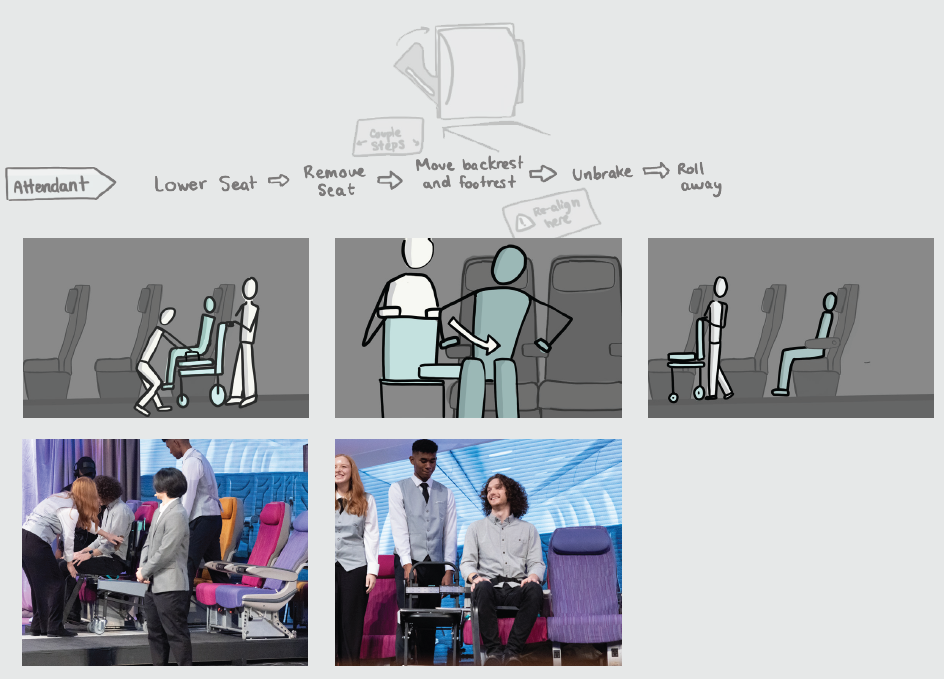 Couple
Steps
Attendant
Lower Seat
Remove
Seat
Move backrest
and footrest
Unbrake
Roll
away
Re-align
here